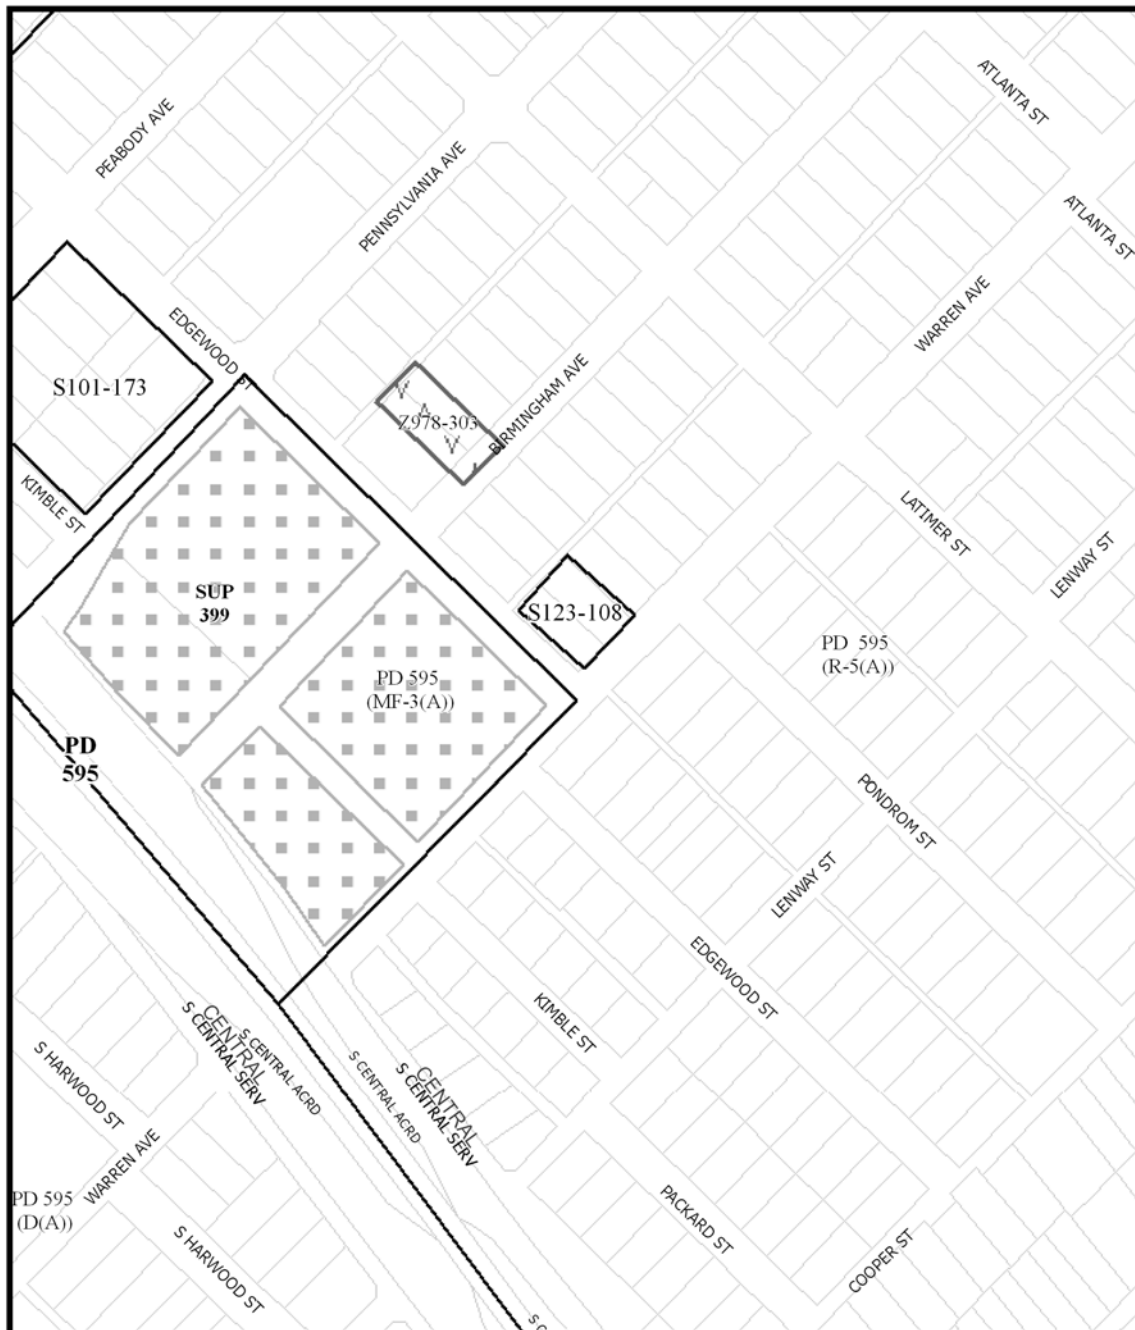 ATLANTA ST
PEABODY AVE
PENNSYLVANIA AVE
ATLANTA ST
WARREN AVE
EDGEWOOD ST
S101-173
BIRMINGHAM AVE
Z978-303
KIMBLE ST
LATIMER ST
LENWAY ST
SUP
399
S123-108
PD 595
(R-5(A))
PD 595
(MF-3(A))
PD
595
PONDROM ST
LENWAY ST
EDGEWOOD ST
KIMBLE ST
CENTRAL
S CENTRAL SERV
S CENTRAL ACRD
S CENTRAL ACRD
CENTRAL
S CENTRAL SERV
S HARWOOD ST
WARREN AVE
PD 595
(D(A))
PACKARD ST
S HARWOOD ST
COOPER ST